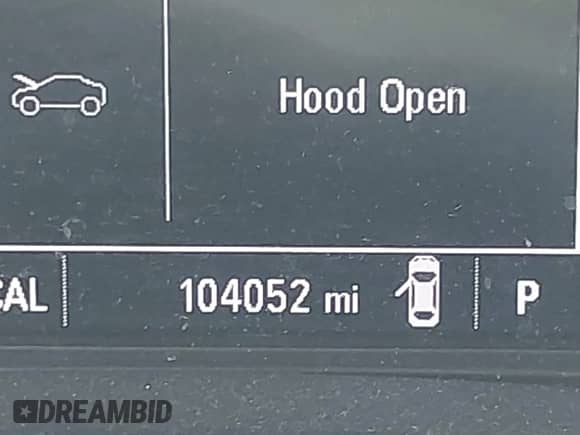 Hood Open
CAL
104052 mi
P
DREAMBID